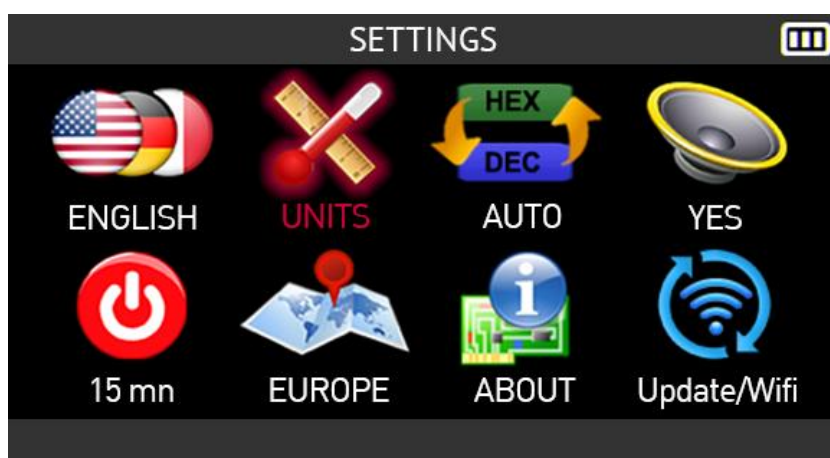 SETTINGS
HEX
DEC
ENGLISH UNITS AUTO YES
i
15 mn EUROPE ABOUT Update/Wifi